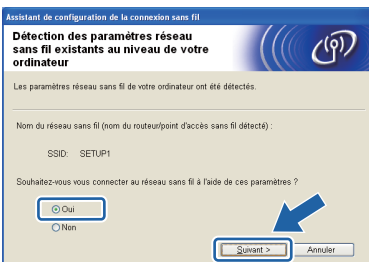 Assistant de configuration de la connexion sans fil
Détection des paramètres réseau
sans fil existants au niveau de votre
ordinateur
Les paramètres réseau sans fil de votre ordinateur ont été détectés.
Nom du réseau sans fil (nom du routeur/point d'accès sans fil détecté) :
SSID: SETUP1
Souhaitez-vous vous connecter au réseau sans fil à l'aide de ces paramètres ?
Oui
Non
Suivant >
Annuler